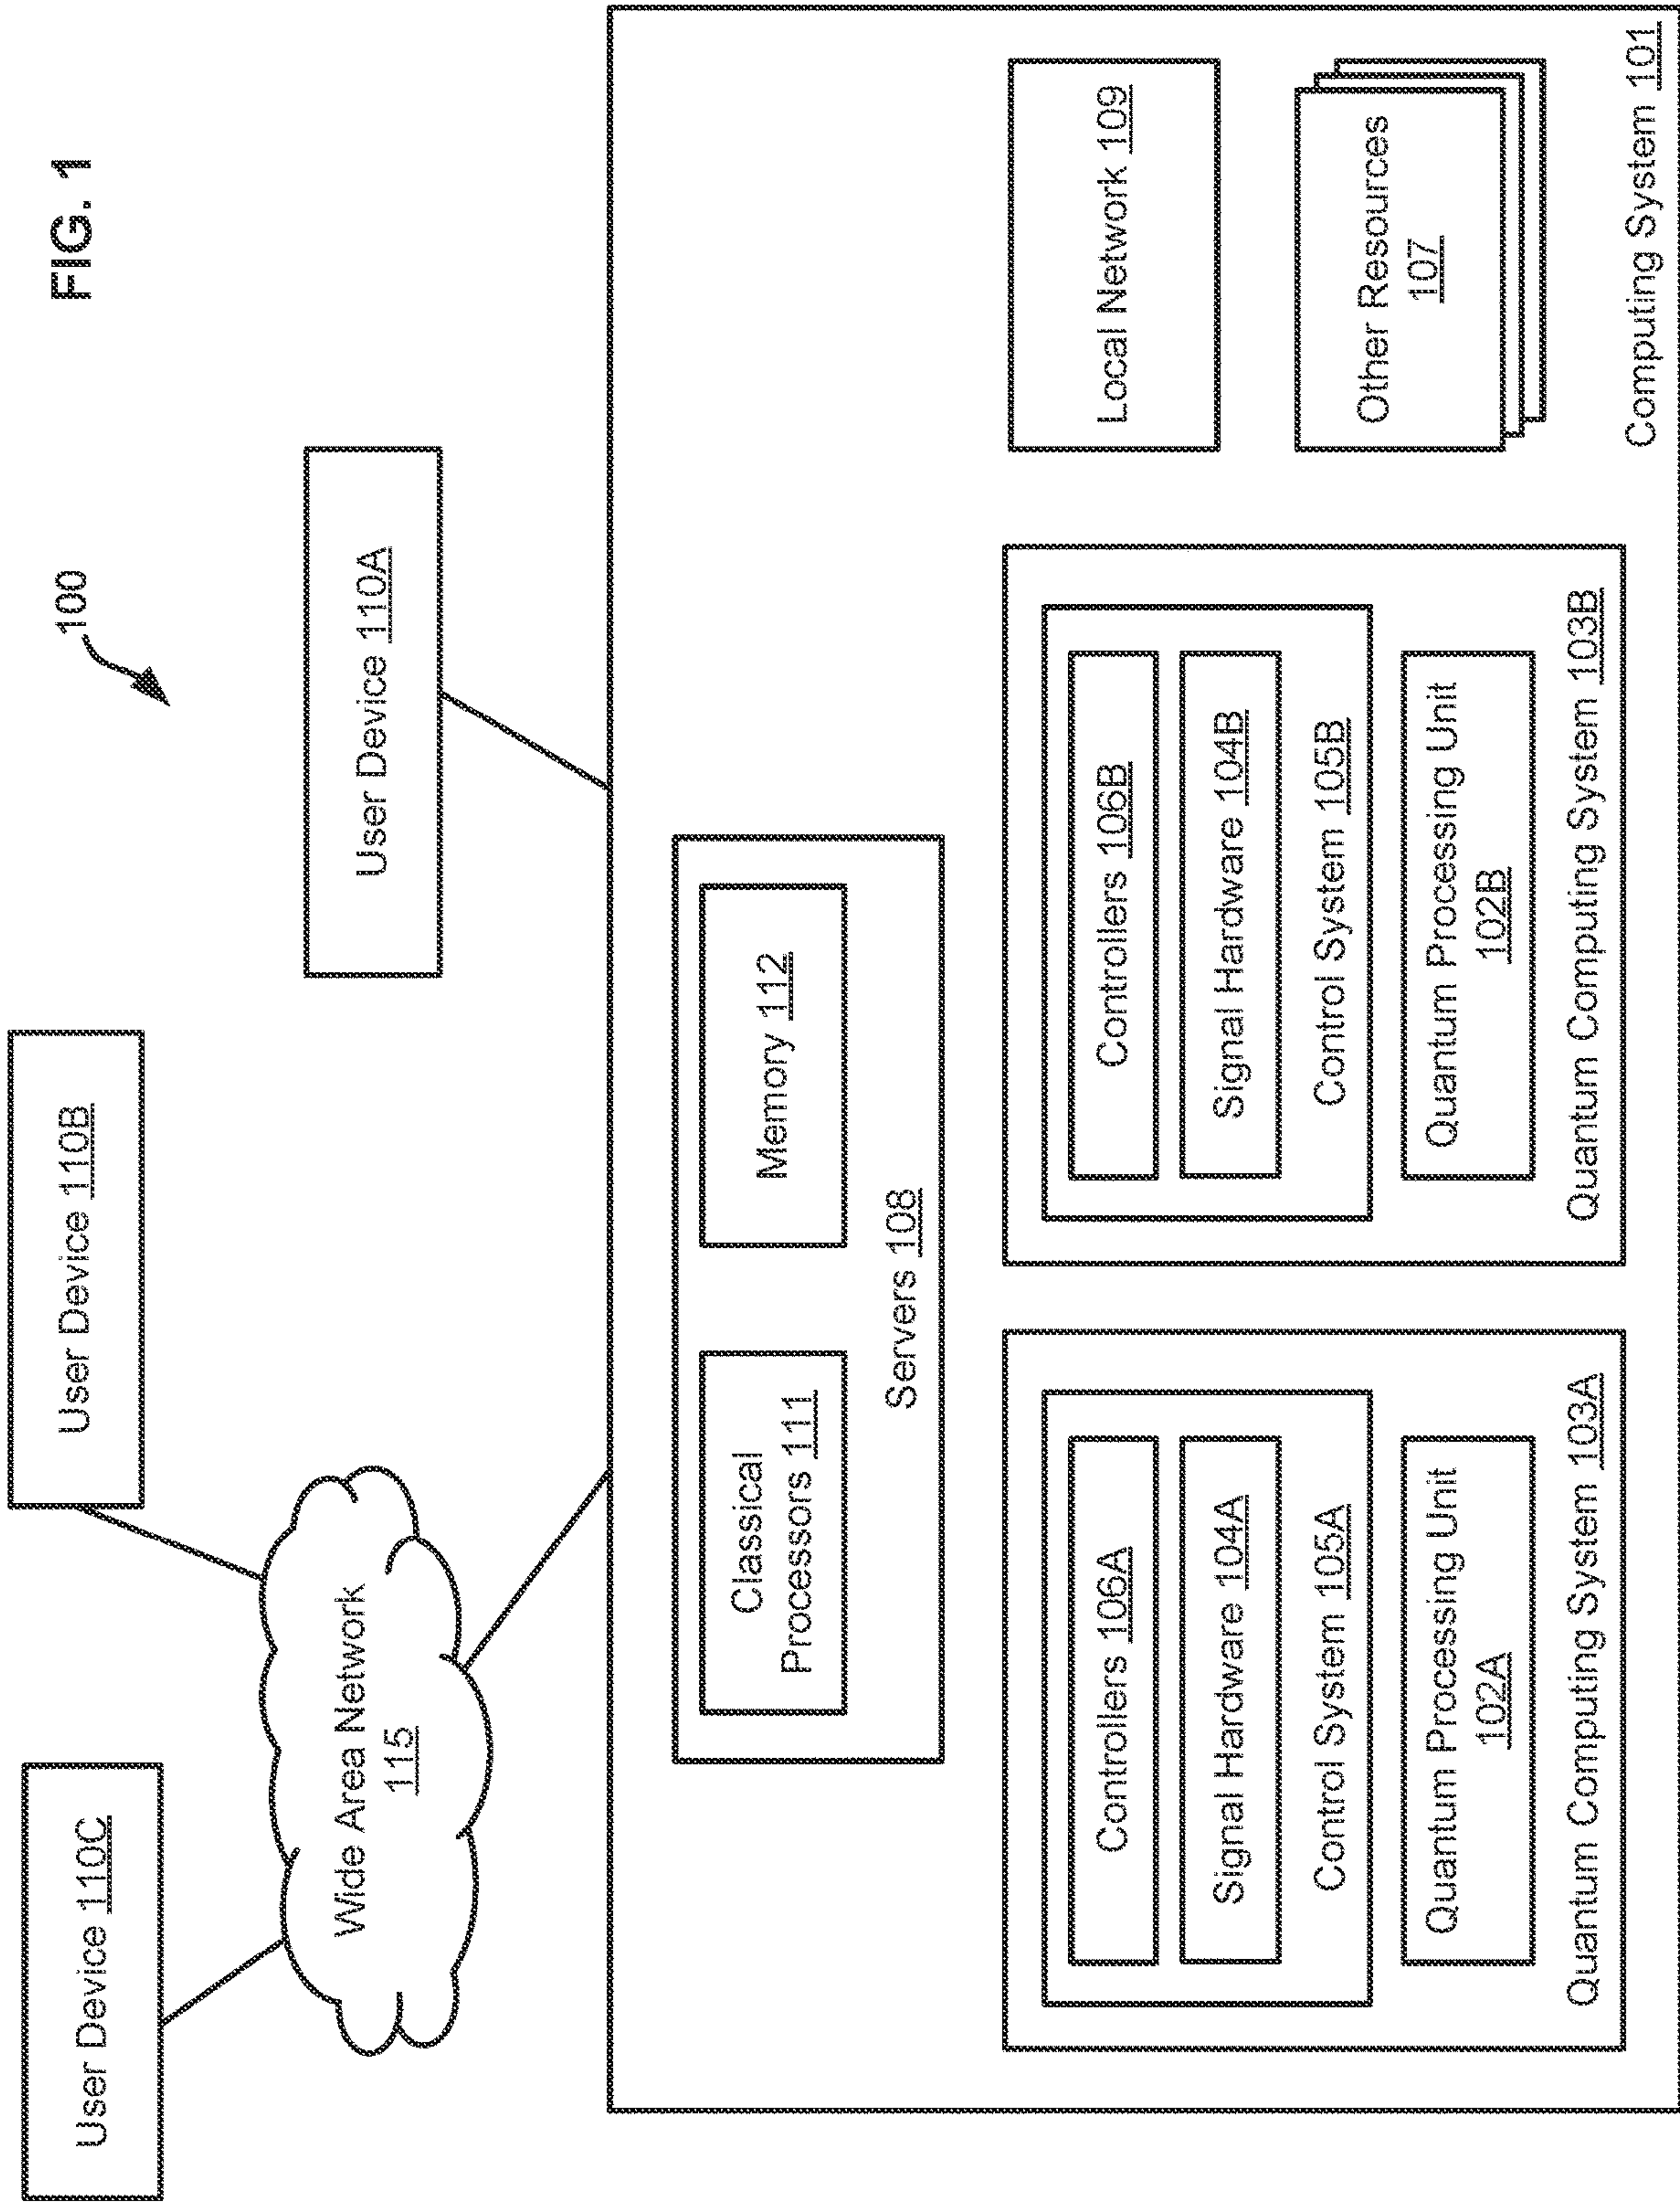 FIG. 1
100
User Device 110C
User Device 110B
User Device 110A
Wide Area Network
115
Classical
Processors 111
Memory 112
Servers 108
Controllers 106A
Signal Hardware 104A
Control System 105A
Quantum Processing Unit
102A
Quantum Computing System 103A
Controllers 106B
Signal Hardware 104B
Control System 105B
Quantum Processing Unit
102B
Quantum Computing System 103B
Local Network 109
Other Resources
107
Computing System 101